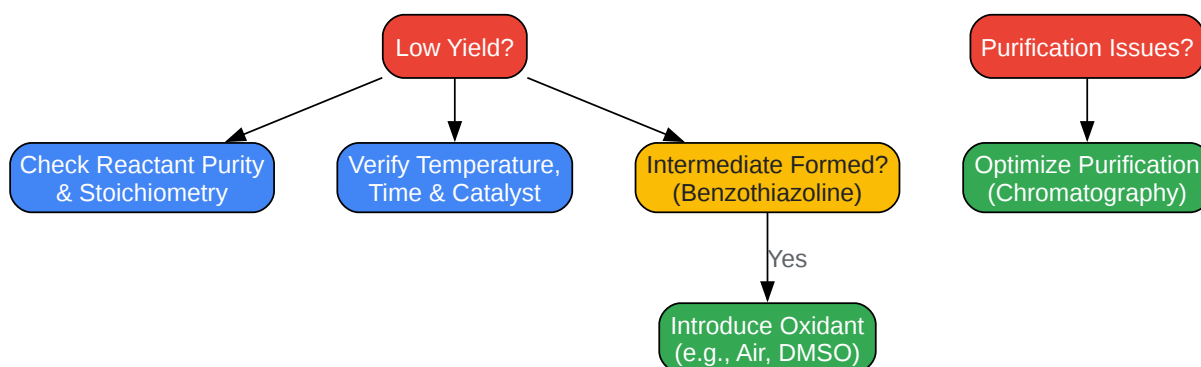 Low Yield?
Purification Issues?
Check Reactant Purity
& Stoichiometry
Verify Temperature,
Time & Catalyst
Intermediate Formed?
(Benzothiazoline)
Optimize Purification
(Chromatography)
Yes
Introduce Oxidant
(e.g., Air, DMSO)